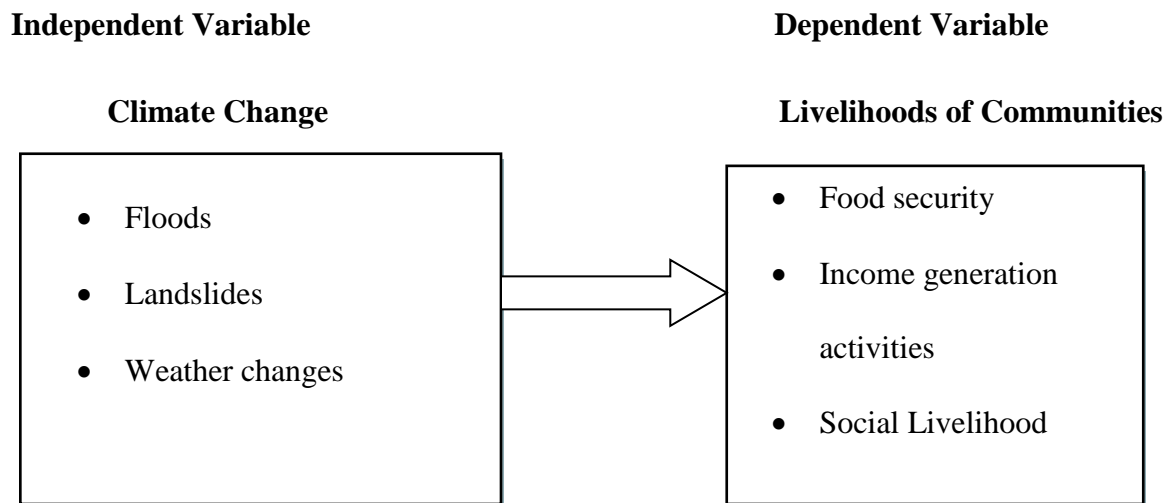 Independent Variable
Dependent Variable
Climate Change
Livelihoods of Communities
• Floods
• Landslides
• Weather changes
• Food security
• Income generation
activities
• Social Livelihood